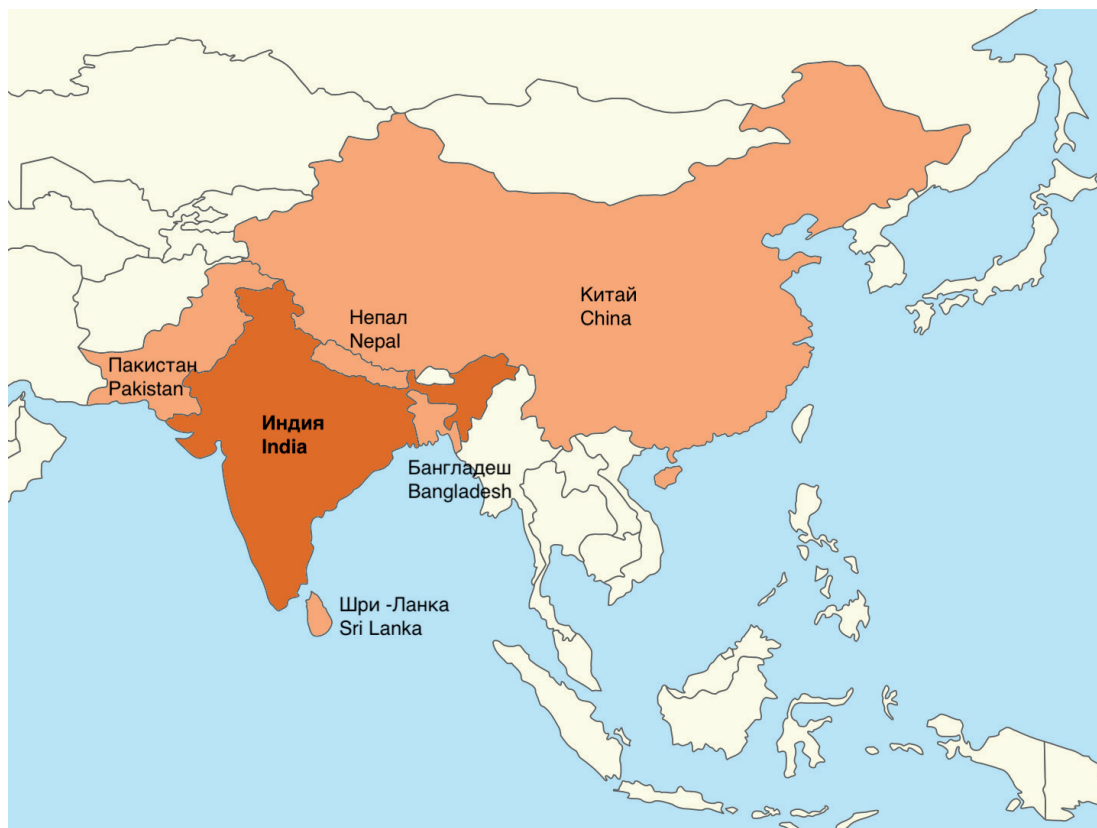 Китай
China
Непал
Nepal
Пакистан
Pakistan
Индия
India
Бангладеш
Bangladesh
Шри -Ланка
Sri Lanka